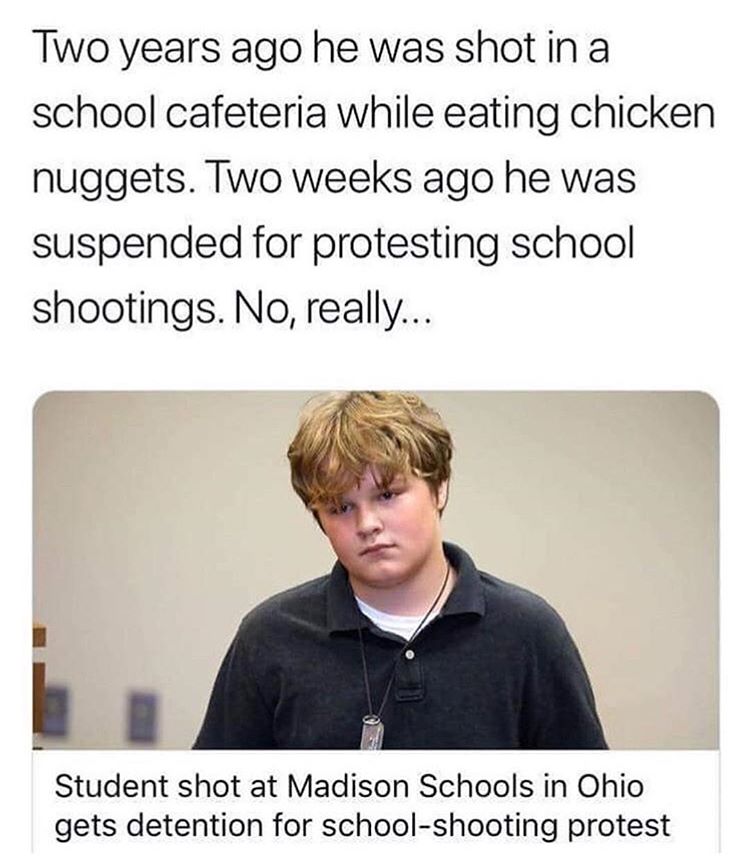 Two years ago he was shot in a
school cafeteria while eating chicken
nuggets. Two weeks ago he was
suspended for protesting school
shootings. No, really...
Student shot at Madison Schools in Ohio
gets detention for school-shooting protest